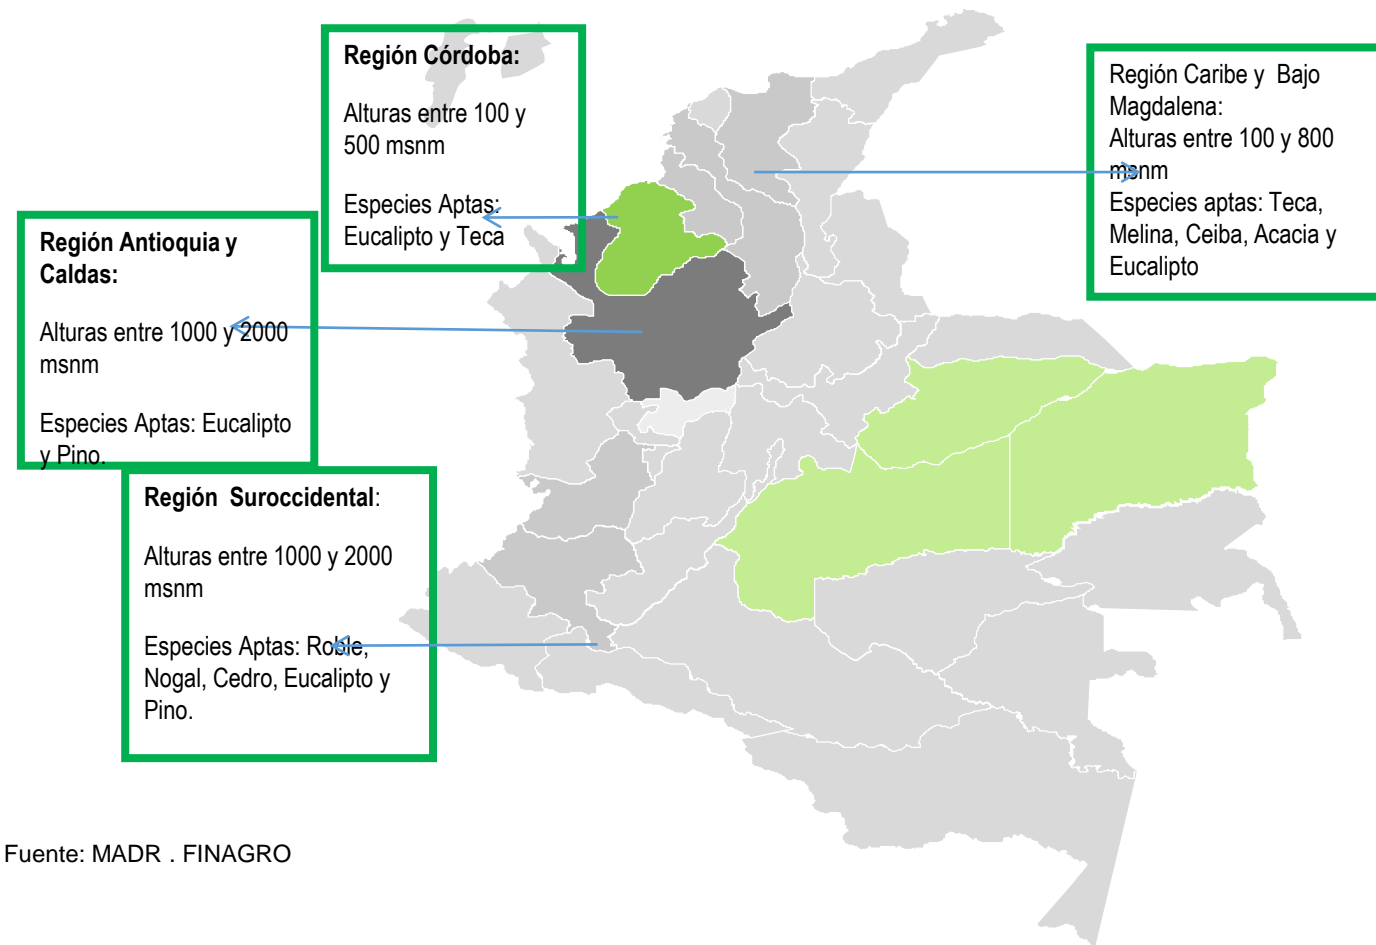 Región Córdoba:
Alturas entre 100 y
500 msnm
Especies Aptas:
Eucalipto y Teca
Región Caribe y Bajo
Magdalena:
Alturas entre 100 y 800
msnm
Especies aptas: Teca,
Melina, Ceiba, Acacia y
Eucalipto
Región Antioquia y
Caldas:
Alturas entre 1000 y 2000
msnm
Especies Aptas: Eucalipto
y Pino.
Región Suroccidental:
Alturas entre 1000 y 2000
msnm
Especies Aptas: Roble,
Nogal, Cedro, Eucalipto y
Pino.
Fuente: MADR . FINAGRO